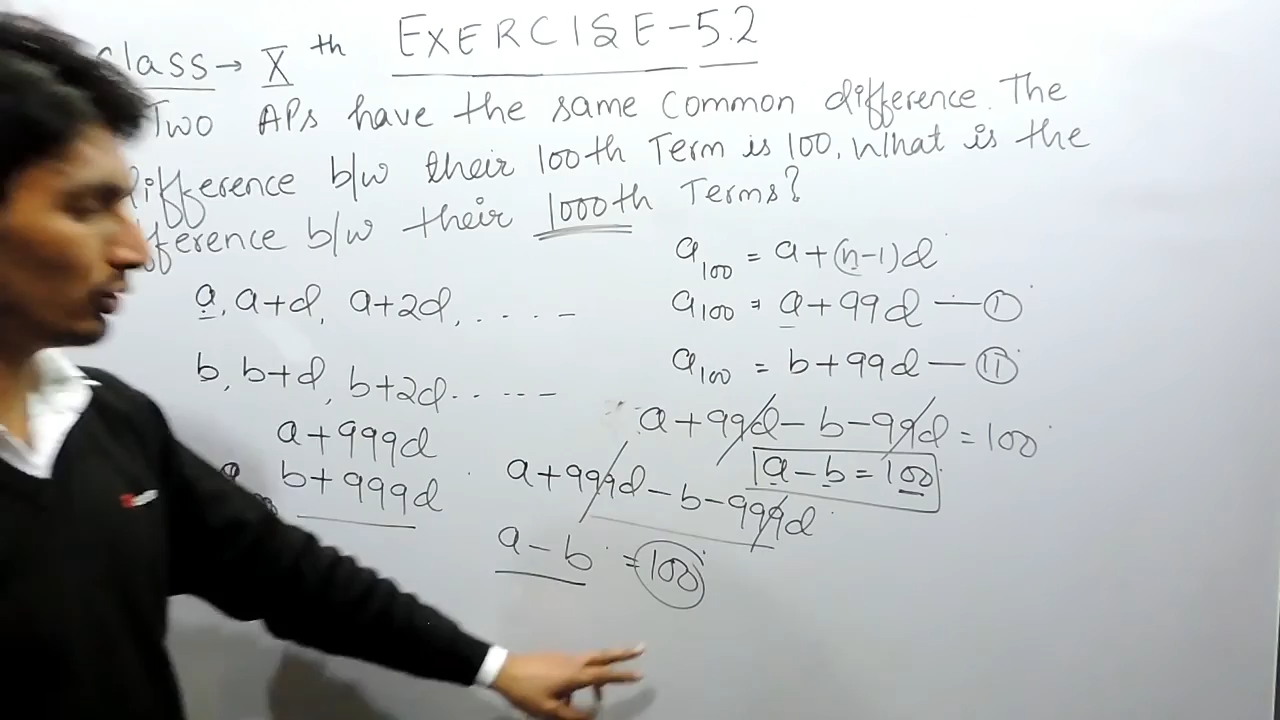 Class → Xth EXERCISE-5.2
Two APs have the same common difference. The
difference b/w their 100th Term is 100. What is the
fference b/w their 1000th Terms?
a, a+d, a+2d, ....
b, b+d, b+2d.....
a+999d
b+999d
a₁₀₀ = a+(n-1)d
a₁₀₀ = a+99d — ①
a₁₀₀ = b+99d — ⑪
a+99d-b-99d=100
a-b=100
a+999d-b-999d
a-b = 100